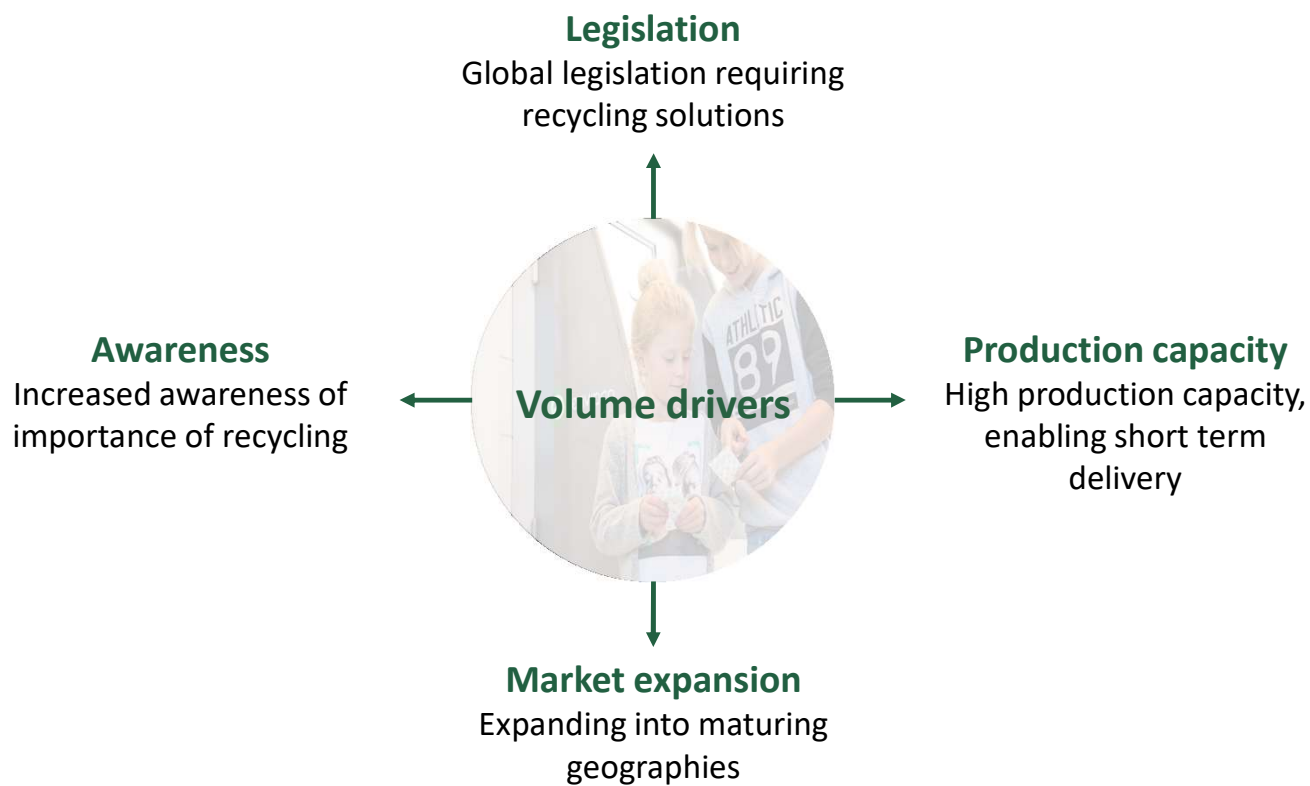 Legislation
Global legislation requiring
recycling solutions
Awareness
Increased awareness of
importance of recycling
ATHLETIC
89
Volume drivers
Production capacity
High production capacity,
enabling short term
delivery
Market expansion
Expanding into maturing
geographies